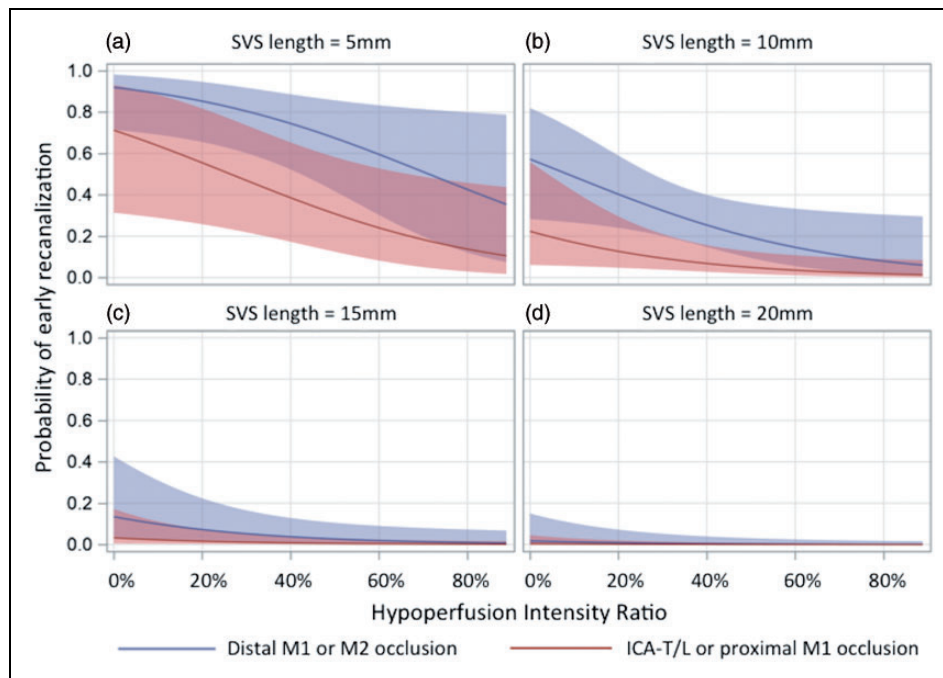 (a) SVS length = 5mm
(b) SVS length = 10mm
1.0
0.8
0.6
0.4
0.2
0.0
(c) SVS length = 15mm
(d) SVS length = 20mm
1.0
0.8
0.6
0.4
0.2
0.0
Probability of early recanalization
0% 20% 40% 60% 80% 0% 20% 40% 60% 80%
Hypoperfusion Intensity Ratio
Distal M1 or M2 occlusion ICA-T/L or proximal M1 occlusion